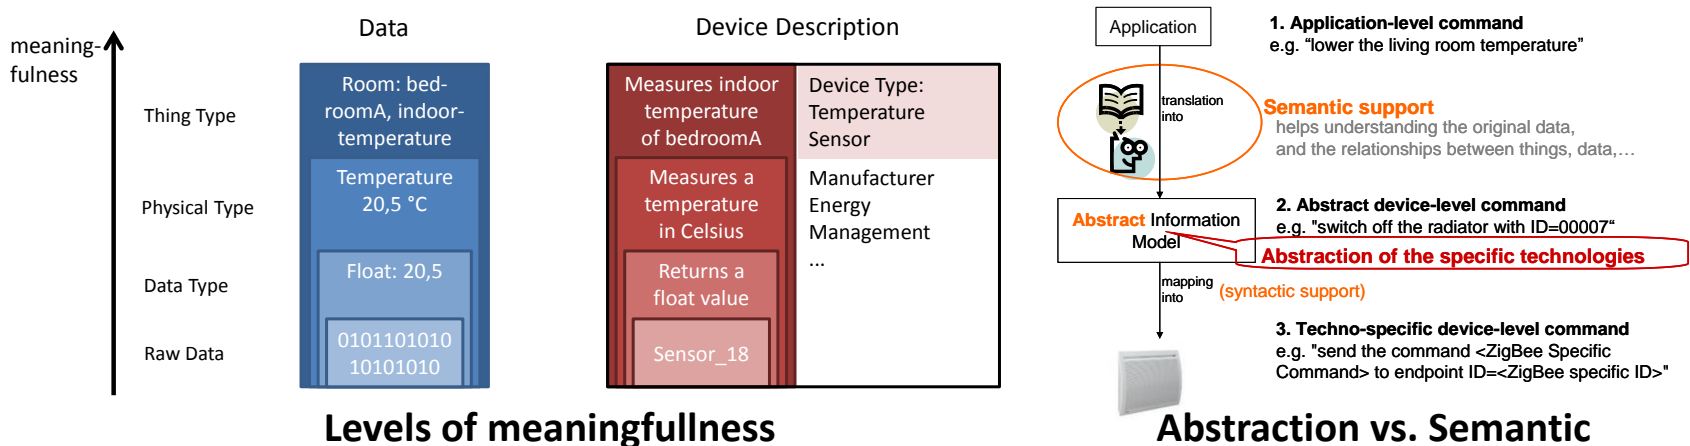 meaning-
fulness
Thing Type
Physical Type
Data Type
Raw Data
Data
Room: bed-
roomA, indoor-
temperature
Temperature
20,5 °C
Float: 20,5
0101101010
10101010
Device Description
Measures indoor
temperature
of bedroomA
Measures a
temperature
in Celsius
Returns a
float value
Sensor_18
Device Type:
Temperature
Sensor
Manufacturer
Energy
Management
...
Levels of meaningfullness
Application
translation
into
Abstract Information
Model
mapping
into
(syntactic support)
1. Application-level command
e.g. “lower the living room temperature”
Semantic support
helps understanding the original data,
and the relationships between things, data,…
2. Abstract device-level command
e.g. "switch off the radiator with ID=00007“
Abstraction of the specific technologies
3. Techno-specific device-level command
e.g. "send the command <ZigBee Specific
Command> to endpoint ID=<ZigBee specific ID>"
Abstraction vs. Semantic